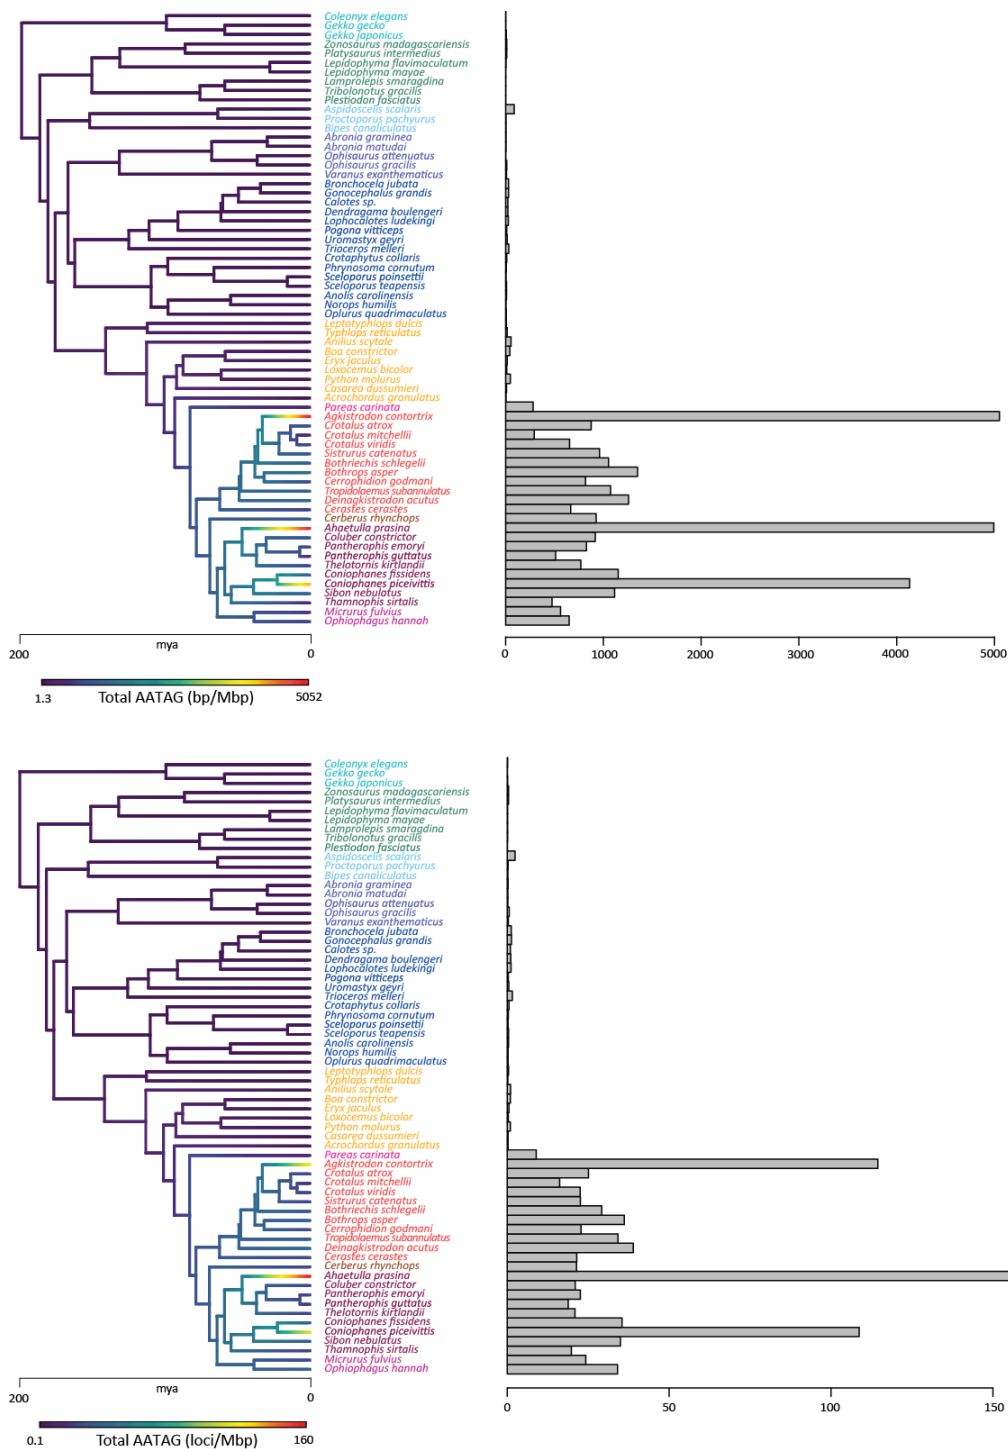 Coleonyx elegans
Gekko gecko
Gekko japonicus
Zonosaurus madagascariensis
Platysaurus intermedius
Lepidophyma flavimaculatum
Lepidophyma mayae
Lamprolepis smaragdina
Tribolonotus gracilis
Plestiodon fasciatus
Aspidoscelis scalaris
Proctoporus pachyurus
Bipes canaliculatus
Abronia graminea
Abronia matudai
Ophisaurus attenuatus
Ophisaurus gracilis
Varanus exanthematicus
Bronchocela jubata
Gonocephalus grandis
Calotes sp.
Dendragama boulengeri
Lophocalotes ludekingi
Pogona vitticeps
Uromastyx geyri
Trioceros melleri
Crotaphytus collaris
Phrynosoma cornutum
Sceloporus poinsettii
Sceloporus teapensis
Anolis carolinensis
Norops humilis
Oplurus quadrimaculatus
Leptotyphlops dulcis
Typhlops reticulatus
Anilius scytale
Boa constrictor
Eryx jaculus
Loxocemus bicolor
Python molurus
Casarea dussumieri
Acrochordus granulatus
Pareas carinata
Agkistrodon contortrix
Crotalus atrox
Crotalus mitchellii
Crotalus viridis
Sistrurus catenatus
Bothriechis schlegelii
Bothrops asper
Cerrophidion godmani
Tropidolaemus subannulatus
Deinagkistrodon acutus
Cerastes cerastes
Cerberus rhynchops
Ahaetulla prasina
Coluber constrictor
Pantherophis emoryi
Pantherophis guttatus
Thelotornis kirtlandii
Coniophanes fissidens
Coniophanes piceivittis
Sibon nebulatus
Thamnophis sirtalis
Micrurus fulvius
Ophiophagus hannah
200 mya 0
0 1000 2000 3000 4000 5000
1.3 Total AATAG (bp/Mbp) 5052
Coleonyx elegans
Gekko gecko
Gekko japonicus
Zonosaurus madagascariensis
Platysaurus intermedius
Lepidophyma flavimaculatum
Lepidophyma mayae
Lamprolepis smaragdina
Tribolonotus gracilis
Plestiodon fasciatus
Aspidoscelis scalaris
Proctoporus pachyurus
Bipes canaliculatus
Abronia graminea
Abronia matudai
Ophisaurus attenuatus
Ophisaurus gracilis
Varanus exanthematicus
Bronchocela jubata
Gonocephalus grandis
Calotes sp.
Dendragama boulengeri
Lophocalotes ludekingi
Pogona vitticeps
Uromastyx geyri
Trioceros melleri
Crotaphytus collaris
Phrynosoma cornutum
Sceloporus poinsettii
Sceloporus teapensis
Anolis carolinensis
Norops humilis
Oplurus quadrimaculatus
Leptotyphlops dulcis
Typhlops reticulatus
Anilius scytale
Boa constrictor
Eryx jaculus
Loxocemus bicolor
Python molurus
Casarea dussumieri
Acrochordus granulatus
Pareas carinata
Agkistrodon contortrix
Crotalus atrox
Crotalus mitchellii
Crotalus viridis
Sistrurus catenatus
Bothriechis schlegelii
Bothrops asper
Cerrophidion godmani
Tropidolaemus subannulatus
Deinagkistrodon acutus
Cerastes cerastes
Cerberus rhynchops
Ahaetulla prasina
Coluber constrictor
Pantherophis emoryi
Pantherophis guttatus
Thelotornis kirtlandii
Coniophanes fissidens
Coniophanes piceivittis
Sibon nebulatus
Thamnophis sirtalis
Micrurus fulvius
Ophiophagus hannah
200 mya 0
0 50 100 150
0.1 Total AATAG (loci/Mbp) 160